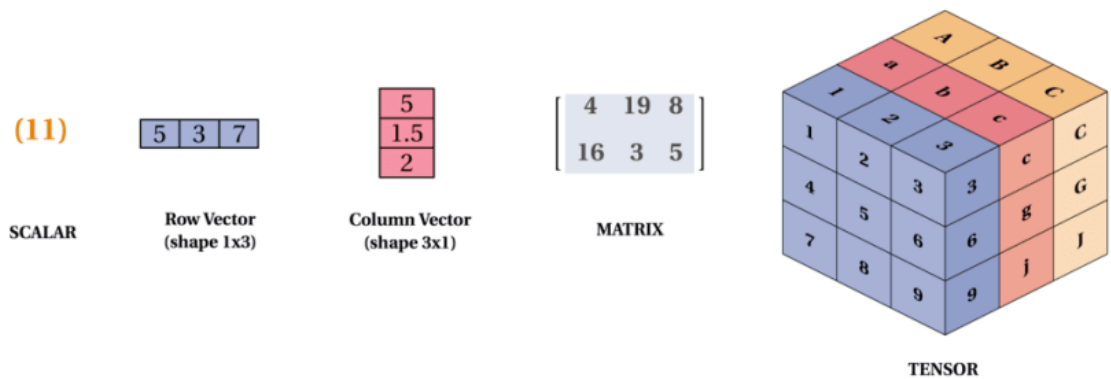 (11)
5 3 7
5
1.5
2
4 19 8
16 3 5
A
B
C
a
b
c
1
2
3
1 2 3
4 5 6
7 8 9
3 c C
6 g G
9 j J
SCALAR
Row Vector
(shape 1x3)
Column Vector
(shape 3x1)
MATRIX
TENSOR